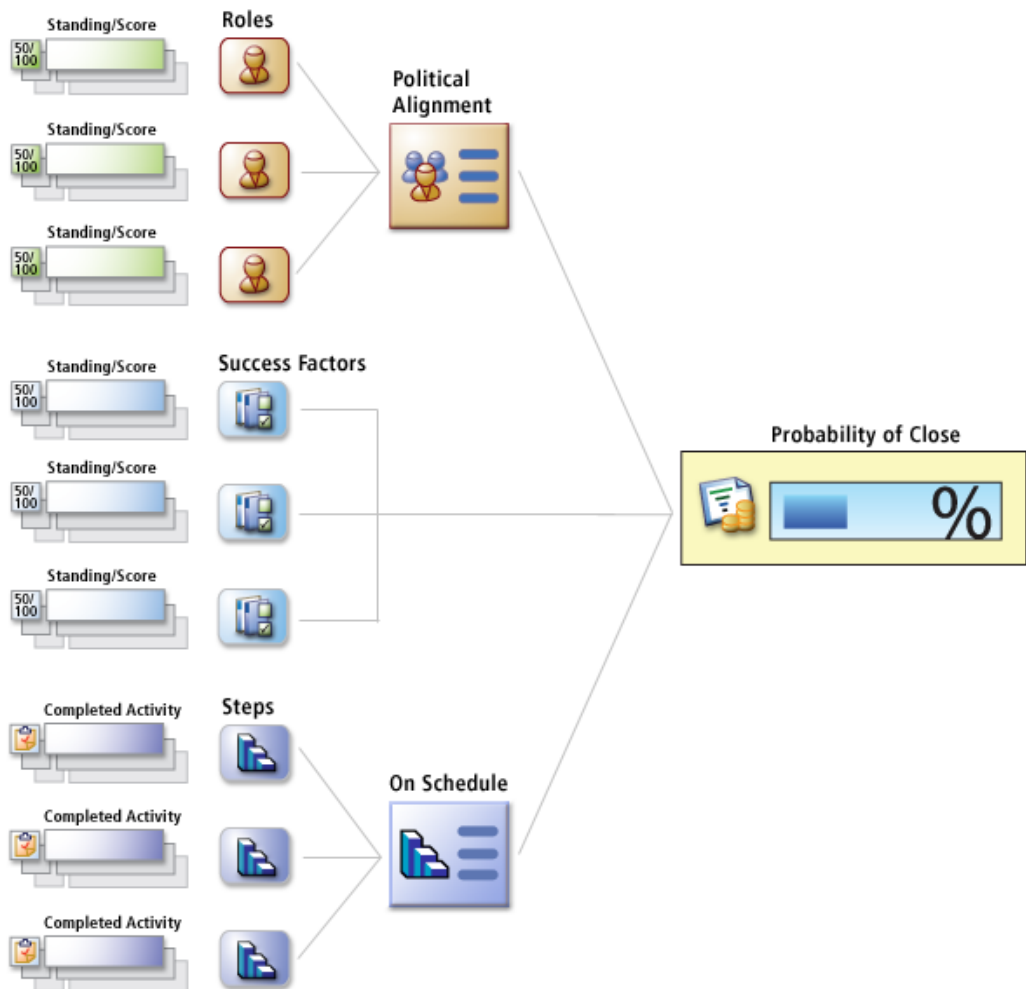 Standing/Score
Roles
50/
100
Political
Alignment
Standing/Score
50/
100
Standing/Score
50/
100
Standing/Score
Success Factors
50/
100
Probability of Close
%
Standing/Score
50/
100
Standing/Score
50/
100
Completed Activity
Steps
On Schedule
Completed Activity
Completed Activity